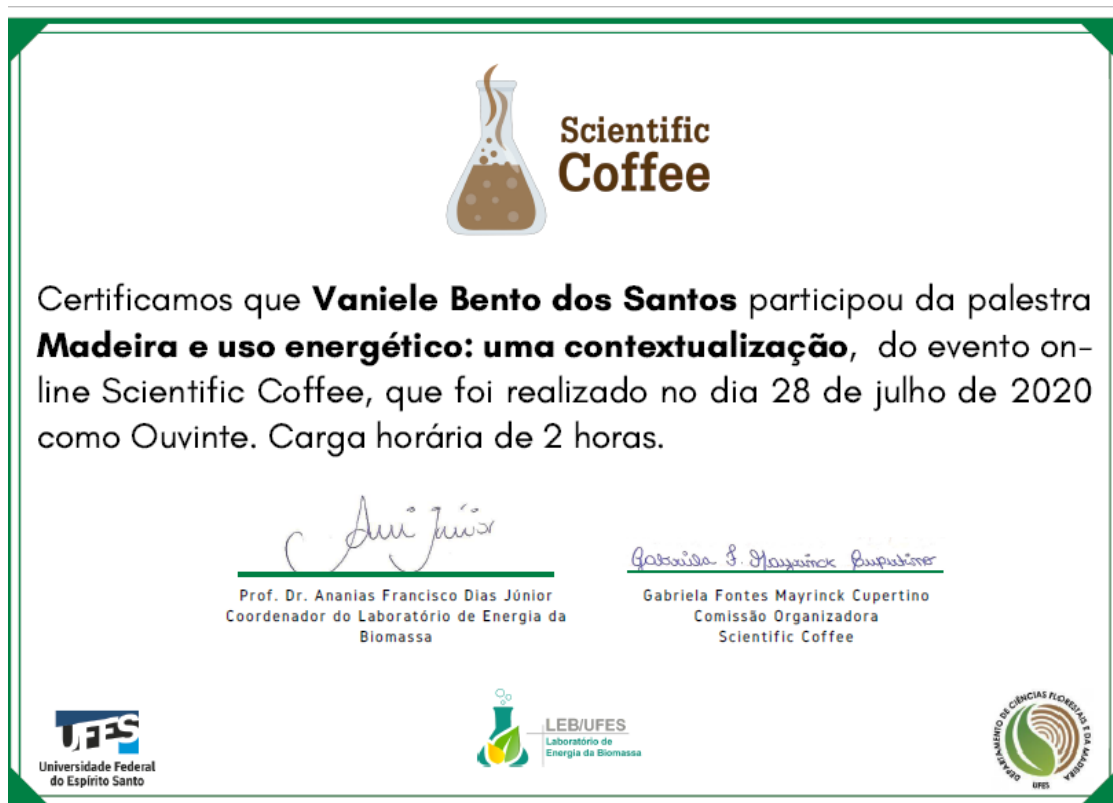 Scientific
Coffee
Certificamos que Vaniele Bento dos Santos participou da palestra
Madeira e uso energético: uma contextualização, do evento on-
line Scientific Coffee, que foi realizado no dia 28 de julho de 2020
como Ouvinte. Carga horária de 2 horas.
Gabriela F. Mayrinck Cupertino
Prof. Dr. Ananias Francisco Dias Júnior
Coordenador do Laboratório de Energia da
Biomassa
Gabriela Fontes Mayrinck Cupertino
Comissão Organizadora
Scientific Coffee
UFES
Universidade Federal
do Espírito Santo
LEB/UFES
Laboratório de
Energia da Biomassa
DEPARTAMENTO DE CIÊNCIAS FLORESTAIS E DA MADEIRA
UFES